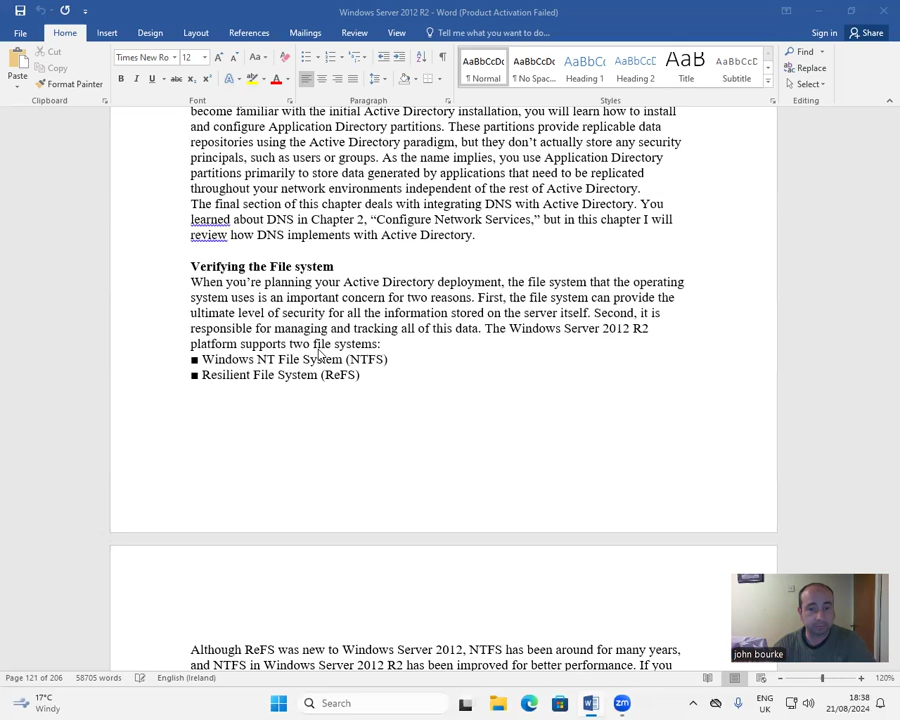 Windows Server 2012 R2 - Word (Product Activation Failed)
File Home Insert Design Layout References Mailings Review View Tell me what you want to do... Sign in Share
Paste Cut Copy Format Painter
Times New Ro 12 Aa
B I U abc x₂ x² A A
AaBbCcDc AaBbCcDc AaBbCc AaBbCc AaB AaBbCcDc
¶ Normal ¶ No Spac... Heading 1 Heading 2 Title Subtitle
Find Replace Select
Clipboard Font Paragraph Styles Editing
become familiar with the initial Active Directory installation, you will learn how to install
and configure Application Directory partitions. These partitions provide replicable data
repositories using the Active Directory paradigm, but they don’t actually store any security
principals, such as users or groups. As the name implies, you use Application Directory
partitions primarily to store data generated by applications that need to be replicated
throughout your network environments independent of the rest of Active Directory.
The final section of this chapter deals with integrating DNS with Active Directory. You
learned about DNS in Chapter 2, “Configure Network Services,” but in this chapter I will
review how DNS implements with Active Directory.
Verifying the File system
When you’re planning your Active Directory deployment, the file system that the operating
system uses is an important concern for two reasons. First, the file system can provide the
ultimate level of security for all the information stored on the server itself. Second, it is
responsible for managing and tracking all of this data. The Windows Server 2012 R2
platform supports two file systems:
■ Windows NT File System (NTFS)
■ Resilient File System (ReFS)
Although ReFS was new to Windows Server 2012, NTFS has been around for many years,
and NTFS in Windows Server 2012 R2 has been improved for better performance. If you
john bourke
Page 121 of 206 58705 words English (Ireland) 120%
17°C
Windy
Search
ENG
UK
18:38
21/08/2024